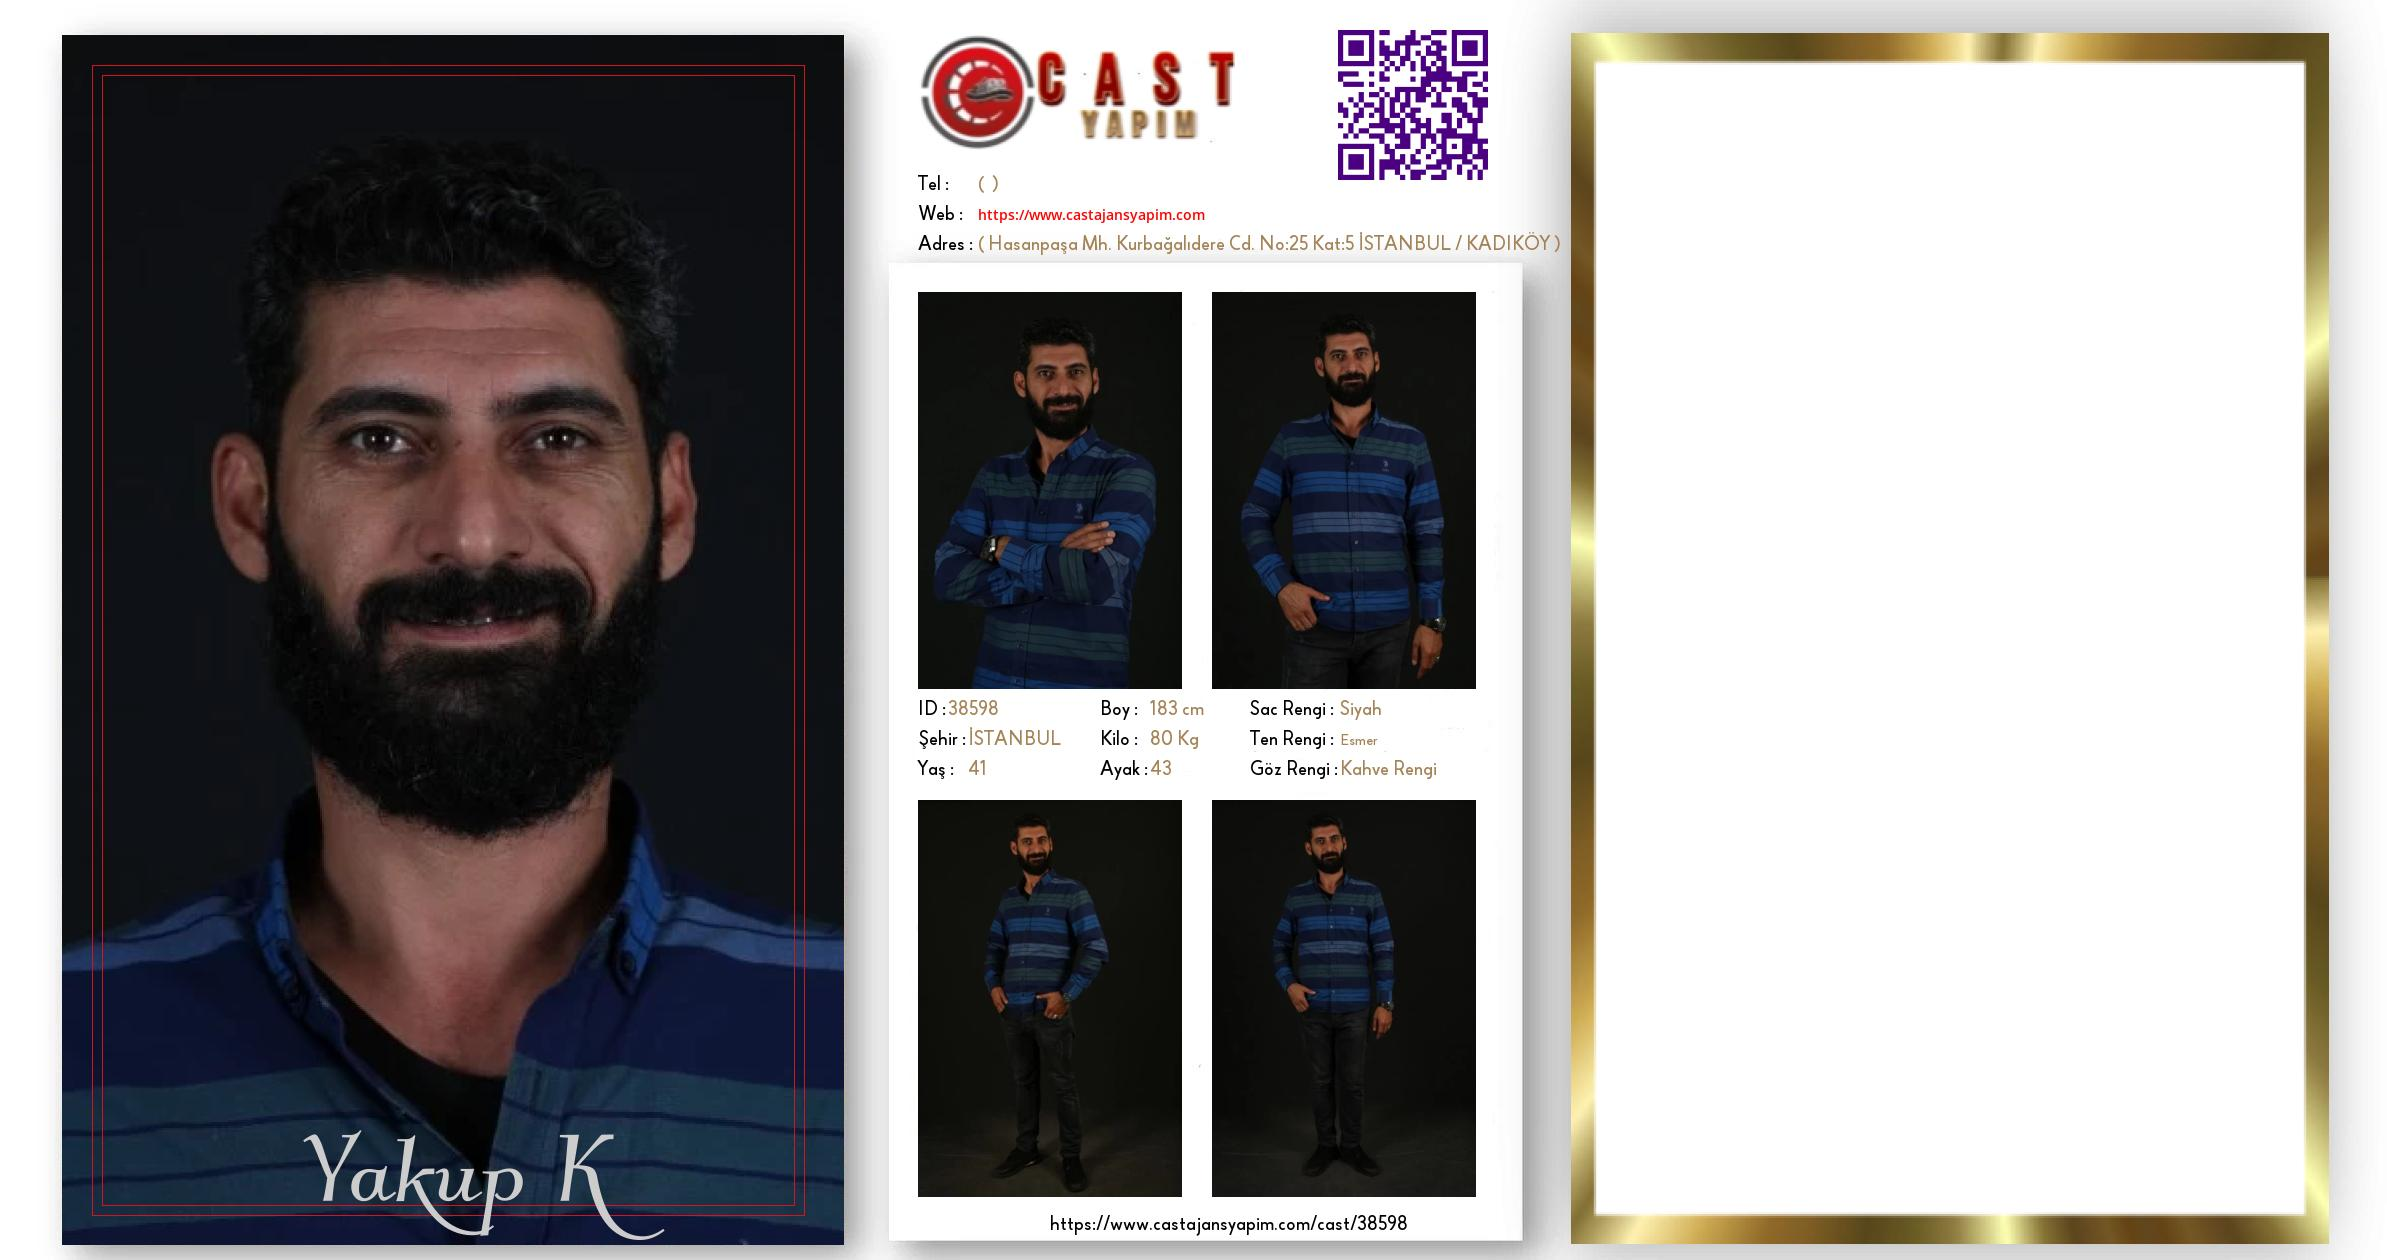 Yakup K
CAST
YAPIM
Tel : ( )
Web : https://www.castajansyapim.com
Adres : ( Hasanpaşa Mh. Kurbağalıdere Cd. No:25 Kat:5 İSTANBUL / KADIKÖY )
ID : 38598 Boy : 183 cm Sac Rengi : Siyah
Şehir : İSTANBUL Kilo : 80 Kg Ten Rengi : Esmer
Yaş : 41 Ayak : 43 Göz Rengi : Kahve Rengi
https://www.castajansyapim.com/cast/38598